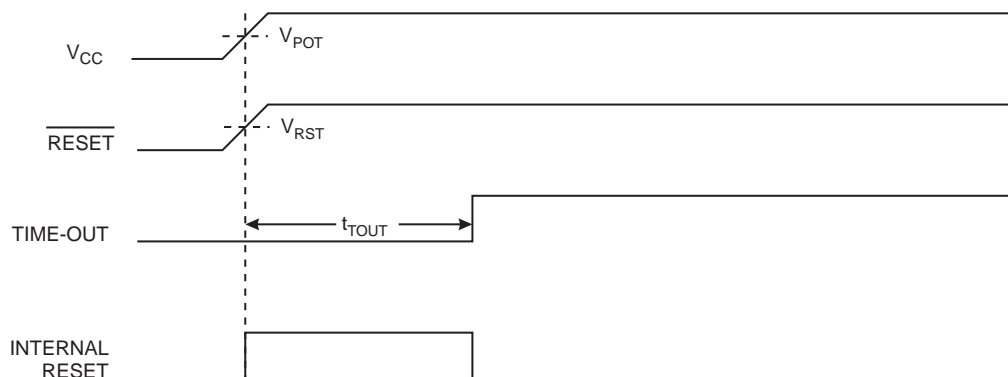 VCC
VPOT
RESET
VRST
TIME-OUT
tTOUT
INTERNAL
RESET